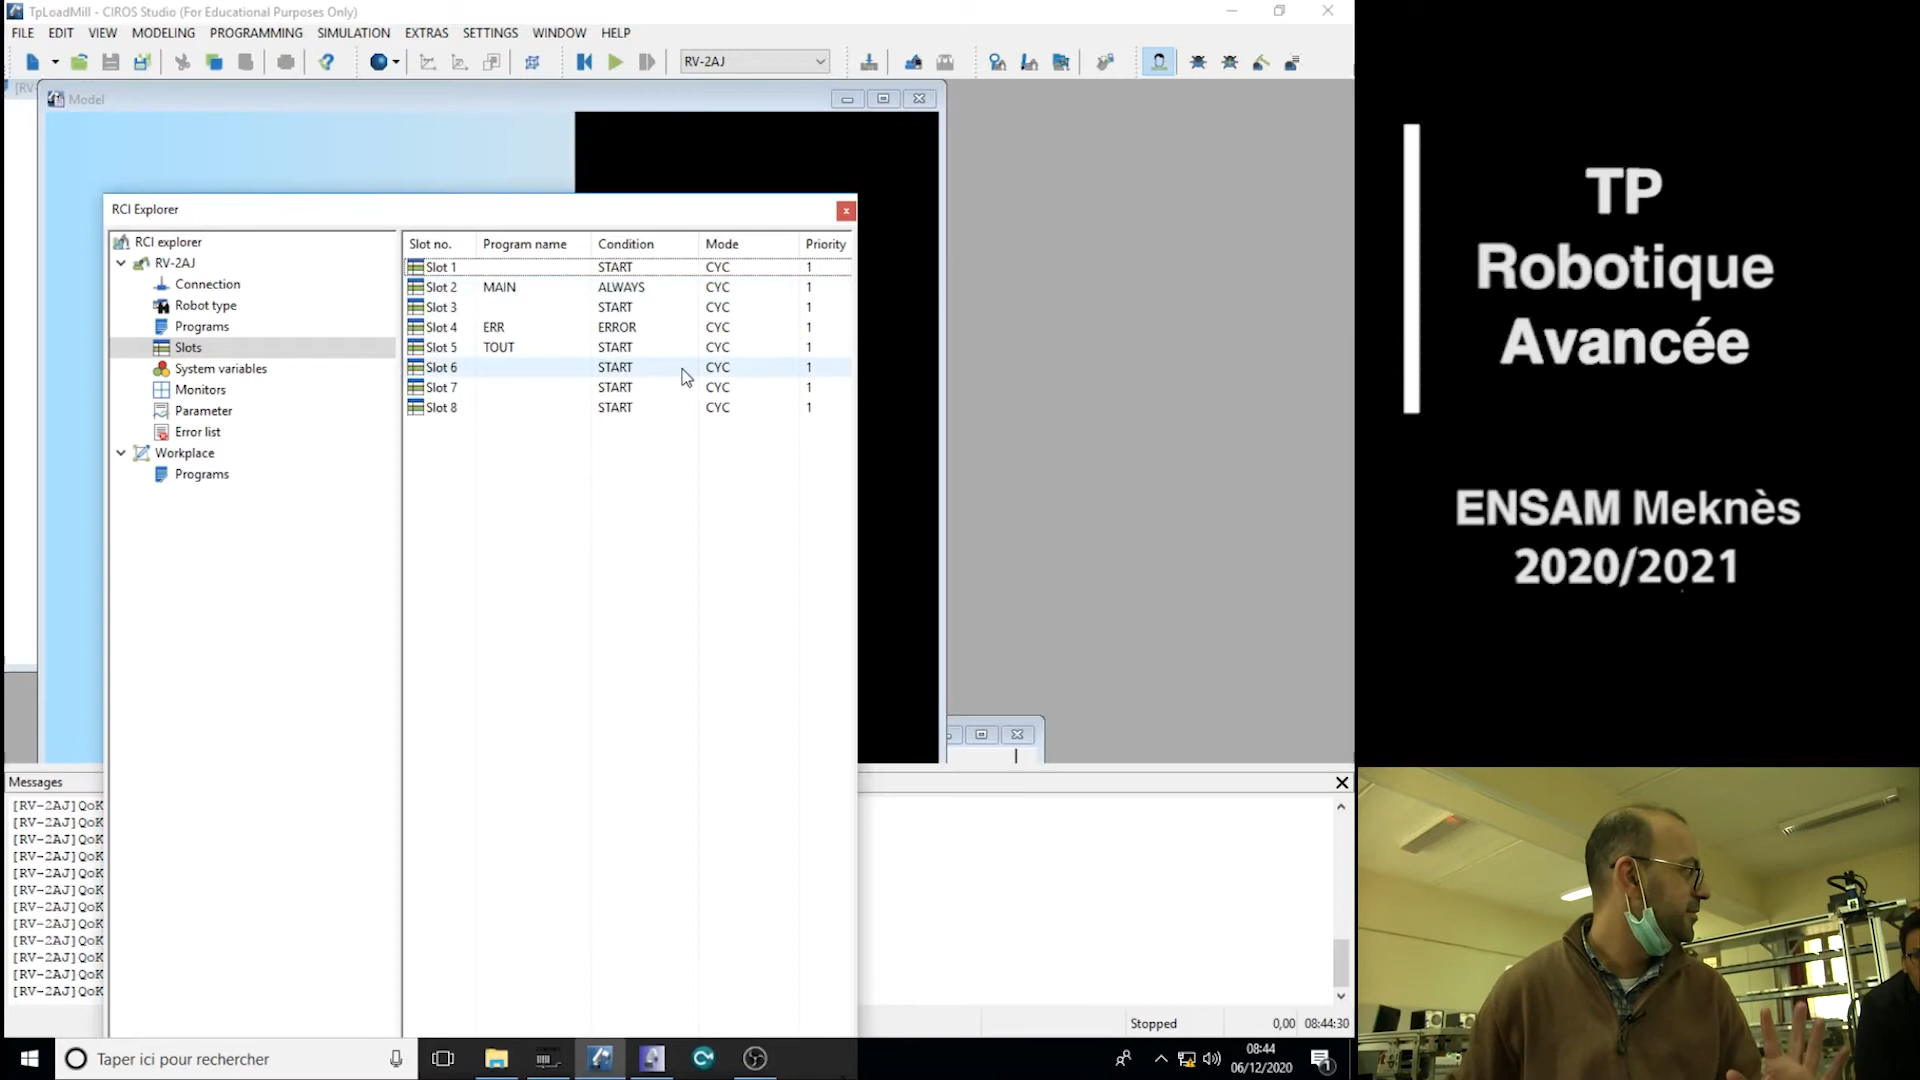 TpLoadMill - CIROS Studio (For Educational Purposes Only)
FILE EDIT VIEW MODELING PROGRAMMING SIMULATION EXTRAS SETTINGS WINDOW HELP
RV-2AJ
[RV-
Model
RCI Explorer
RCI explorer
RV-2AJ
Connection
Robot type
Programs
Slots
System variables
Monitors
Parameter
Error list
Workplace
Programs
Slot no. Program name Condition Mode Priority
Slot 1 START CYC 1
Slot 2 MAIN ALWAYS CYC 1
Slot 3 START CYC 1
Slot 4 ERR ERROR CYC 1
Slot 5 TOUT START CYC 1
Slot 6 START CYC 1
Slot 7 START CYC 1
Slot 8 START CYC 1
Messages
[RV-2AJ]QoK
[RV-2AJ]QoK
[RV-2AJ]QoK
[RV-2AJ]QoK
[RV-2AJ]QoK
[RV-2AJ]QoK
[RV-2AJ]QoK
[RV-2AJ]QoK
[RV-2AJ]QoK
[RV-2AJ]QoK
[RV-2AJ]QoK
[RV-2AJ]QoK
Stopped 0,00 08:44:30
Taper ici pour rechercher
08:44
06/12/2020
1
TP
Robotique
Avancée
ENSAM Meknès
2020/2021